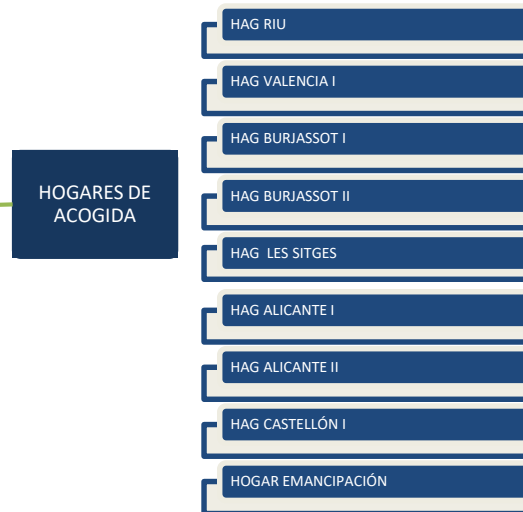 HOGARES DE
ACOGIDA
HAG RIU
HAG VALENCIA I
HAG BURJASSOT I
HAG BURJASSOT II
HAG LES SITGES
HAG ALICANTE I
HAG ALICANTE II
HAG CASTELLÓN I
HOGAR EMANCIPACIÓN